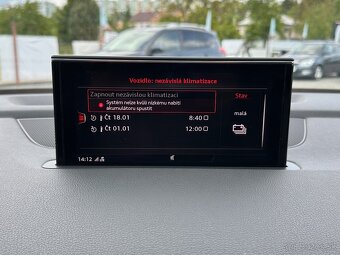 Vozidlo: nezávislá klimatizace
Zapnout nezávislou klimatizaci
Systém nelze kvůli nízkému nabití
akumulátoru spustit
Stav
malá
Čt 18.01 8:40
Čt 01.01 12:00
14:12